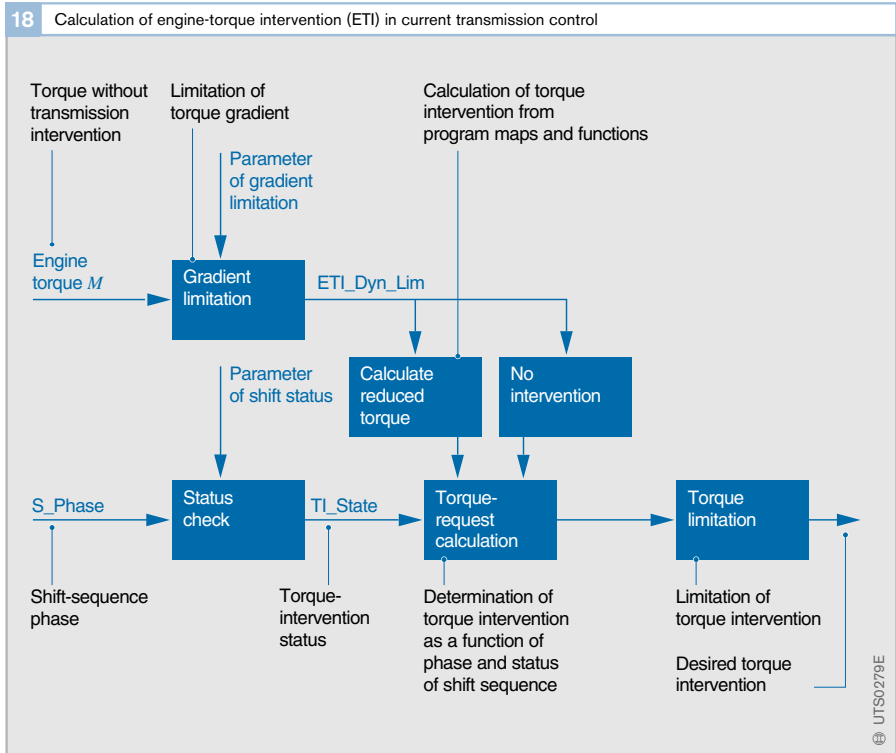 18
Calculation of engine-torque intervention (ETI) in current transmission control
Torque without
transmission
intervention
Limitation of
torque gradient
Calculation of torque
intervention from
program maps and functions
Parameter
of gradient
limitation
Engine
torque M
Gradient
limitation
ETI_Dyn_Lim
Parameter
of shift status
Calculate
reduced
torque
No
intervention
S_Phase
Status
check
TI_State
Torque-
request
calculation
Torque
limitation
Shift-sequence
phase
Torque-
intervention
status
Determination of
torque intervention
as a function of
phase and status
of shift sequence
Limitation of
torque intervention
Desired torque
intervention
UTS0279E